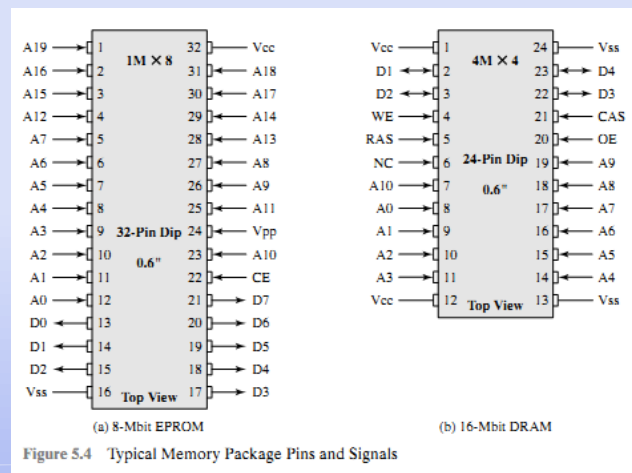 A19 1 32 Vcc
A16 2 31 A18
A15 3 30 A17
A12 4 29 A14
A7 5 28 A13
A6 6 27 A8
A5 7 26 A9
A4 8 25 A11
A3 9 24 Vpp
A2 10 23 A10
A1 11 22 CE
A0 12 21 D7
D0 13 20 D6
D1 14 19 D5
D2 15 18 D4
Vss 16 17 D3
1M × 8
32-Pin Dip
0.6"
Top View
(a) 8-Mbit EPROM
Vcc 1 24 Vss
D1 2 23 D4
D2 3 22 D3
WE 4 21 CAS
RAS 5 20 OE
NC 6 19 A9
A10 7 18 A8
A0 8 17 A7
A1 9 16 A6
A2 10 15 A5
A3 11 14 A4
Vcc 12 13 Vss
4M × 4
24-Pin Dip
0.6"
Top View
(b) 16-Mbit DRAM
Figure 5.4 Typical Memory Package Pins and Signals